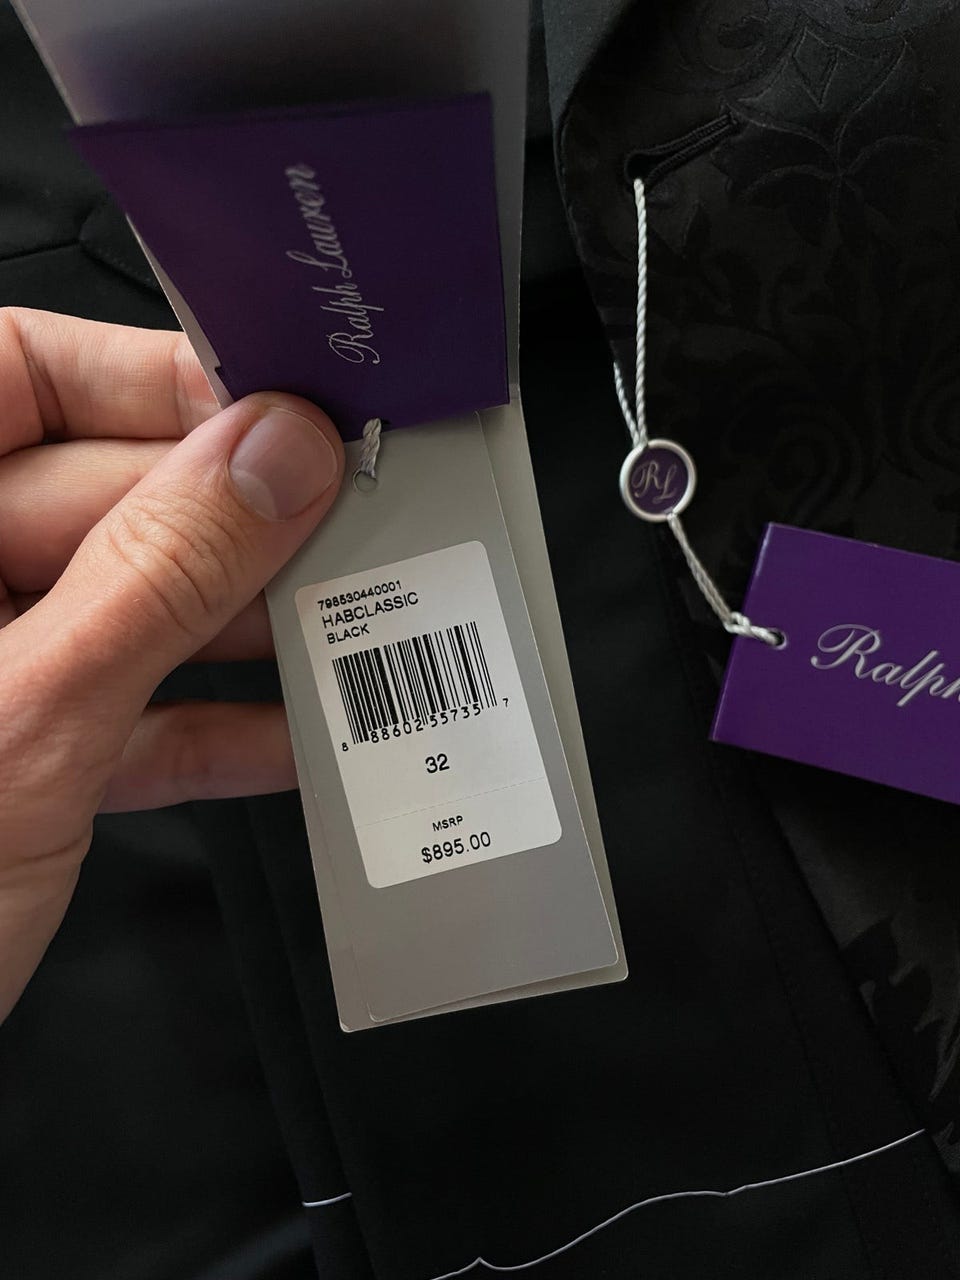 Ralph Lauren
RL
Ralph
798530440001
HABCLASSIC
BLACK
8 88602 55735 7
32
MSRP
$895.00